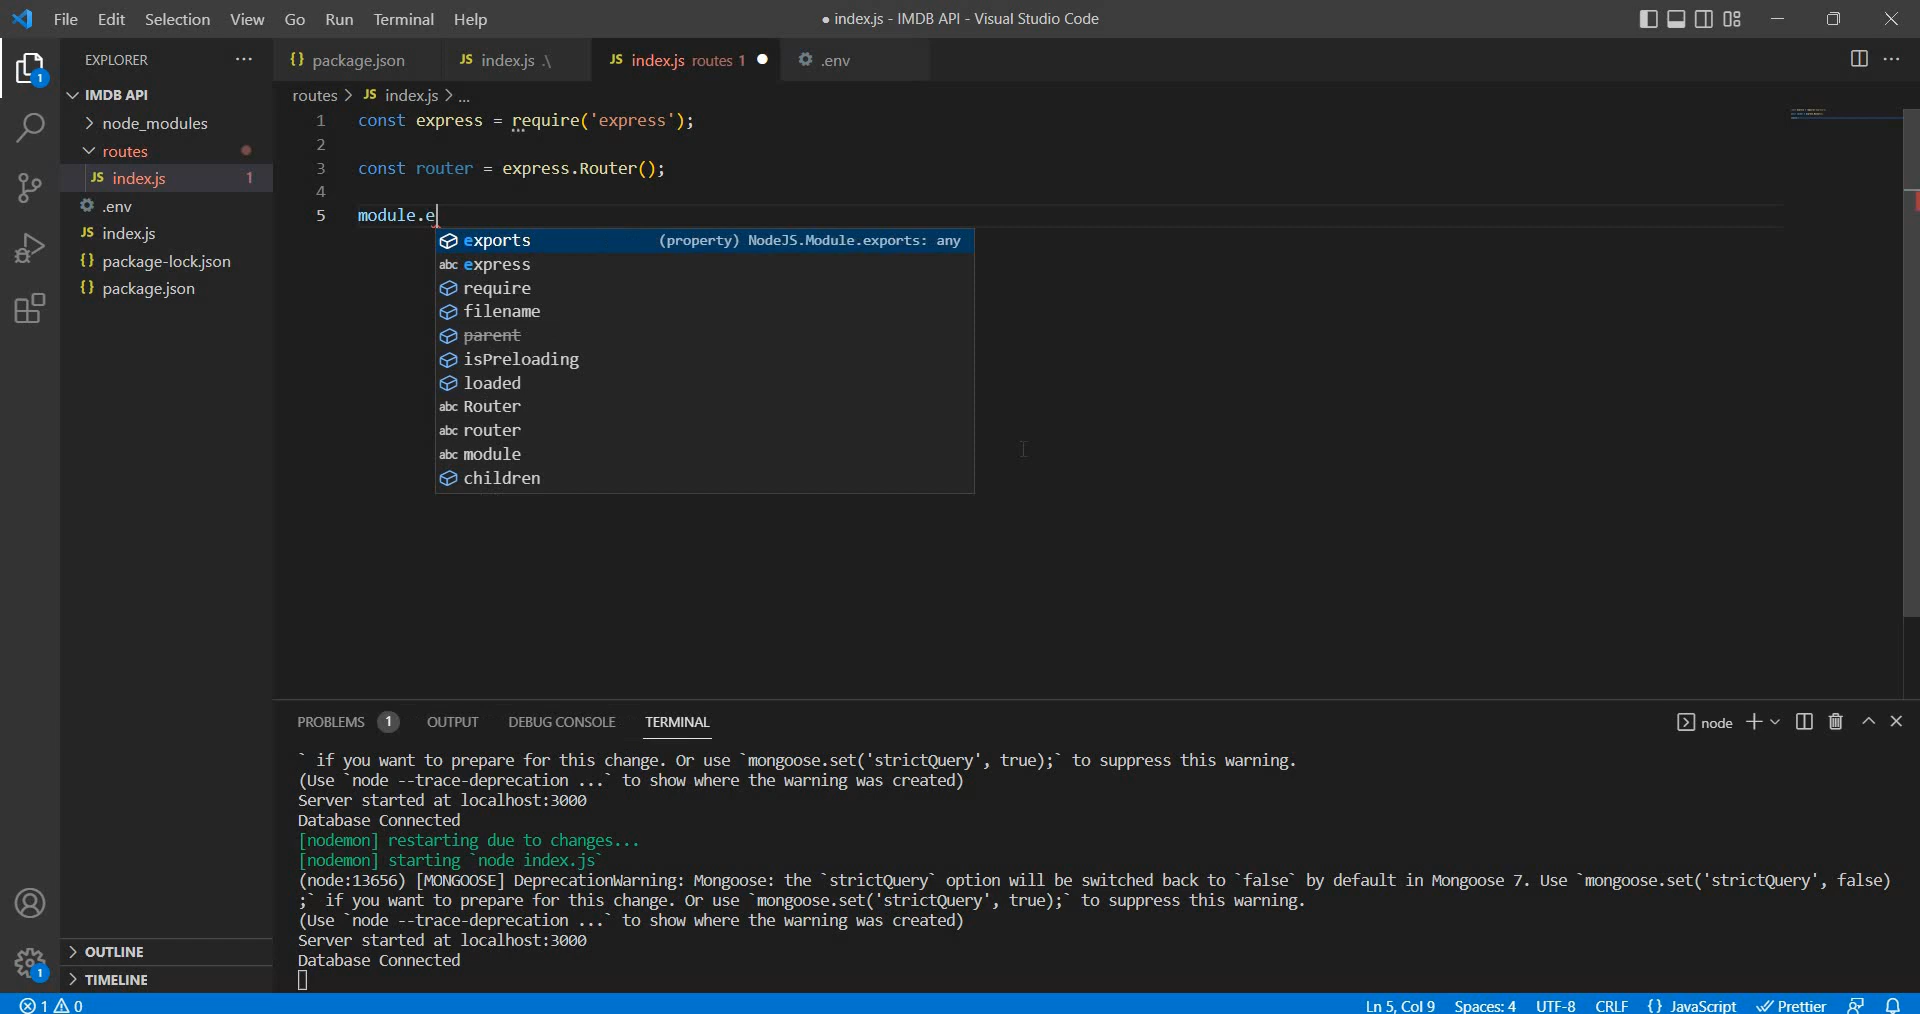 File Edit Selection View Go Run Terminal Help
● index.js - IMDB API - Visual Studio Code
EXPLORER ...
{} package.json
JS index.js .\
JS index.js routes 1 ●
.env
IMDB API
routes > JS index.js > ...
node_modules
routes
JS index.js 1
.env
JS index.js
{} package-lock.json
{} package.json
1 const express = require('express');
2
3 const router = express.Router();
4
5 module.e
exports (property) NodeJS.Module.exports: any
abc express
require
filename
parent
isPreloading
loaded
abc Router
abc router
abc module
children
PROBLEMS 1 OUTPUT DEBUG CONSOLE TERMINAL
node
` if you want to prepare for this change. Or use `mongoose.set('strictQuery', true);` to suppress this warning.
(Use `node --trace-deprecation ...` to show where the warning was created)
Server started at localhost:3000
Database Connected
[nodemon] restarting due to changes...
[nodemon] starting `node index.js`
(node:13656) [MONGOOSE] DeprecationWarning: Mongoose: the `strictQuery` option will be switched back to `false` by default in Mongoose 7. Use `mongoose.set('strictQuery', false)
;` if you want to prepare for this change. Or use `mongoose.set('strictQuery', true);` to suppress this warning.
(Use `node --trace-deprecation ...` to show where the warning was created)
Server started at localhost:3000
Database Connected
1
OUTLINE
1
TIMELINE
1 0
Ln 5, Col 9 Spaces: 4 UTF-8 CRLF {} JavaScript Prettier